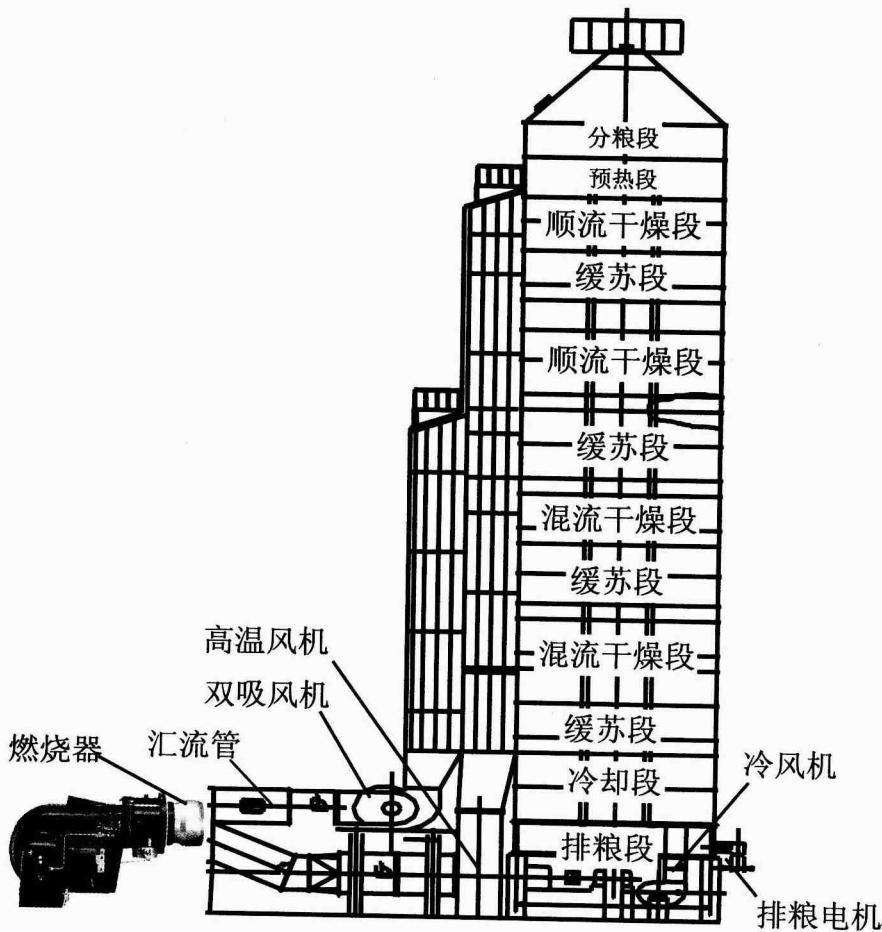 分粮段
预热段
顺流干燥段
缓苏段
顺流干燥段
缓苏段
混流干燥段
缓苏段
混流干燥段
缓苏段
冷却段
排粮段
高温风机
双吸风机
汇流管
燃烧器
冷风机
排粮电机